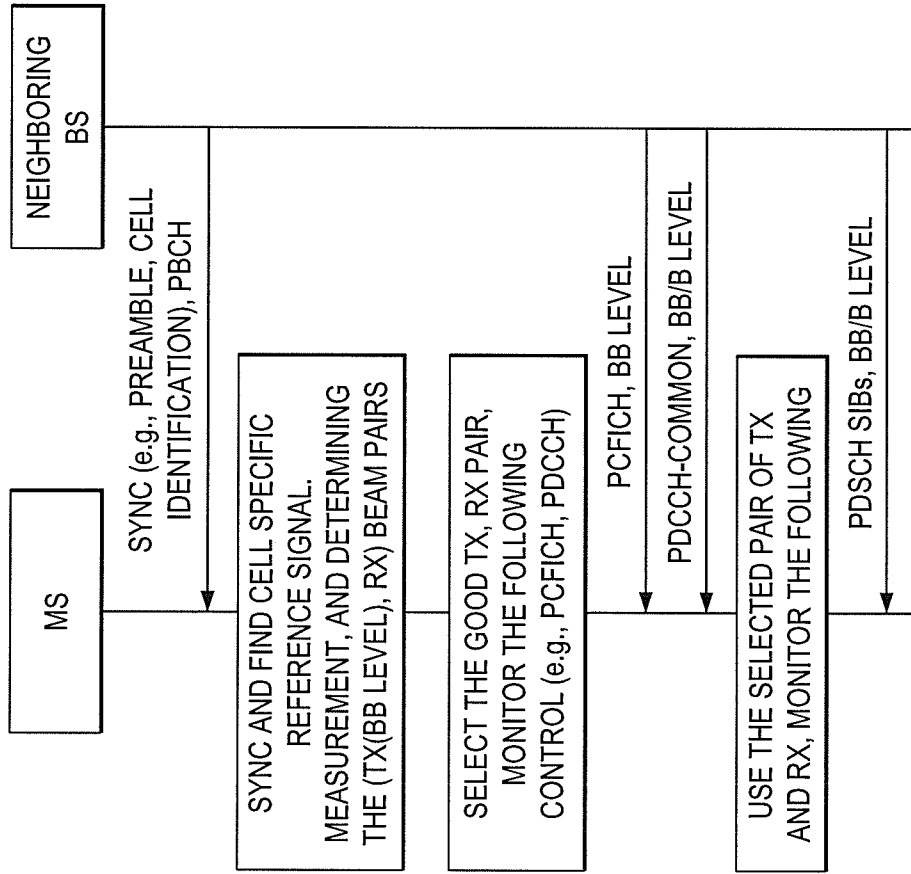 MS
NEIGHBORING
BS
SYNC (e.g., PREAMBLE, CELL
IDENTIFICATION), PBCH
SYNC AND FIND CELL SPECIFIC
REFERENCE SIGNAL.
MEASUREMENT, AND DETERMINING
THE (TX(BB LEVEL), RX) BEAM PAIRS
SELECT THE GOOD TX, RX PAIR,
MONITOR THE FOLLOWING
CONTROL (e.g., PCFICH, PDCCH)
PCFICH, BB LEVEL
PDCCH-COMMON, BB/B LEVEL
USE THE SELECTED PAIR OF TX
AND RX, MONITOR THE FOLLOWING
PDSCH SIBs, BB/B LEVEL